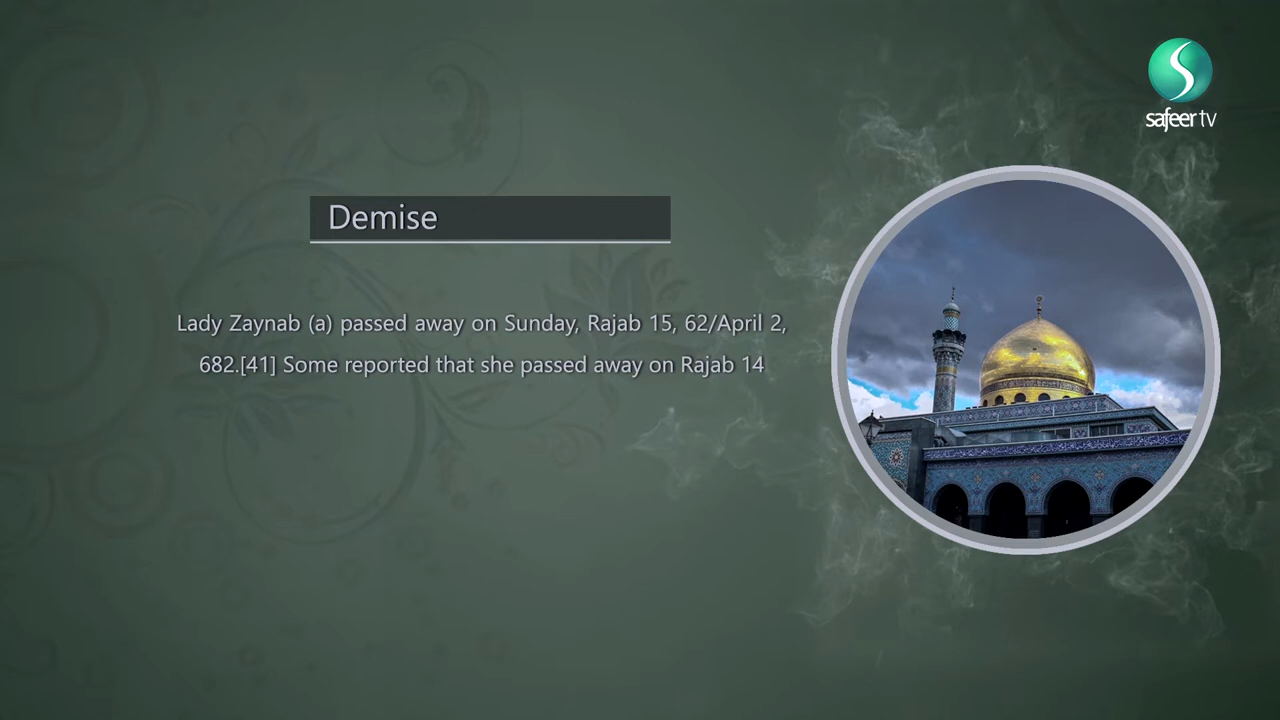 safeer tv
Demise
Lady Zaynab (a) passed away on Sunday, Rajab 15, 62/April 2,
682.[41] Some reported that she passed away on Rajab 14